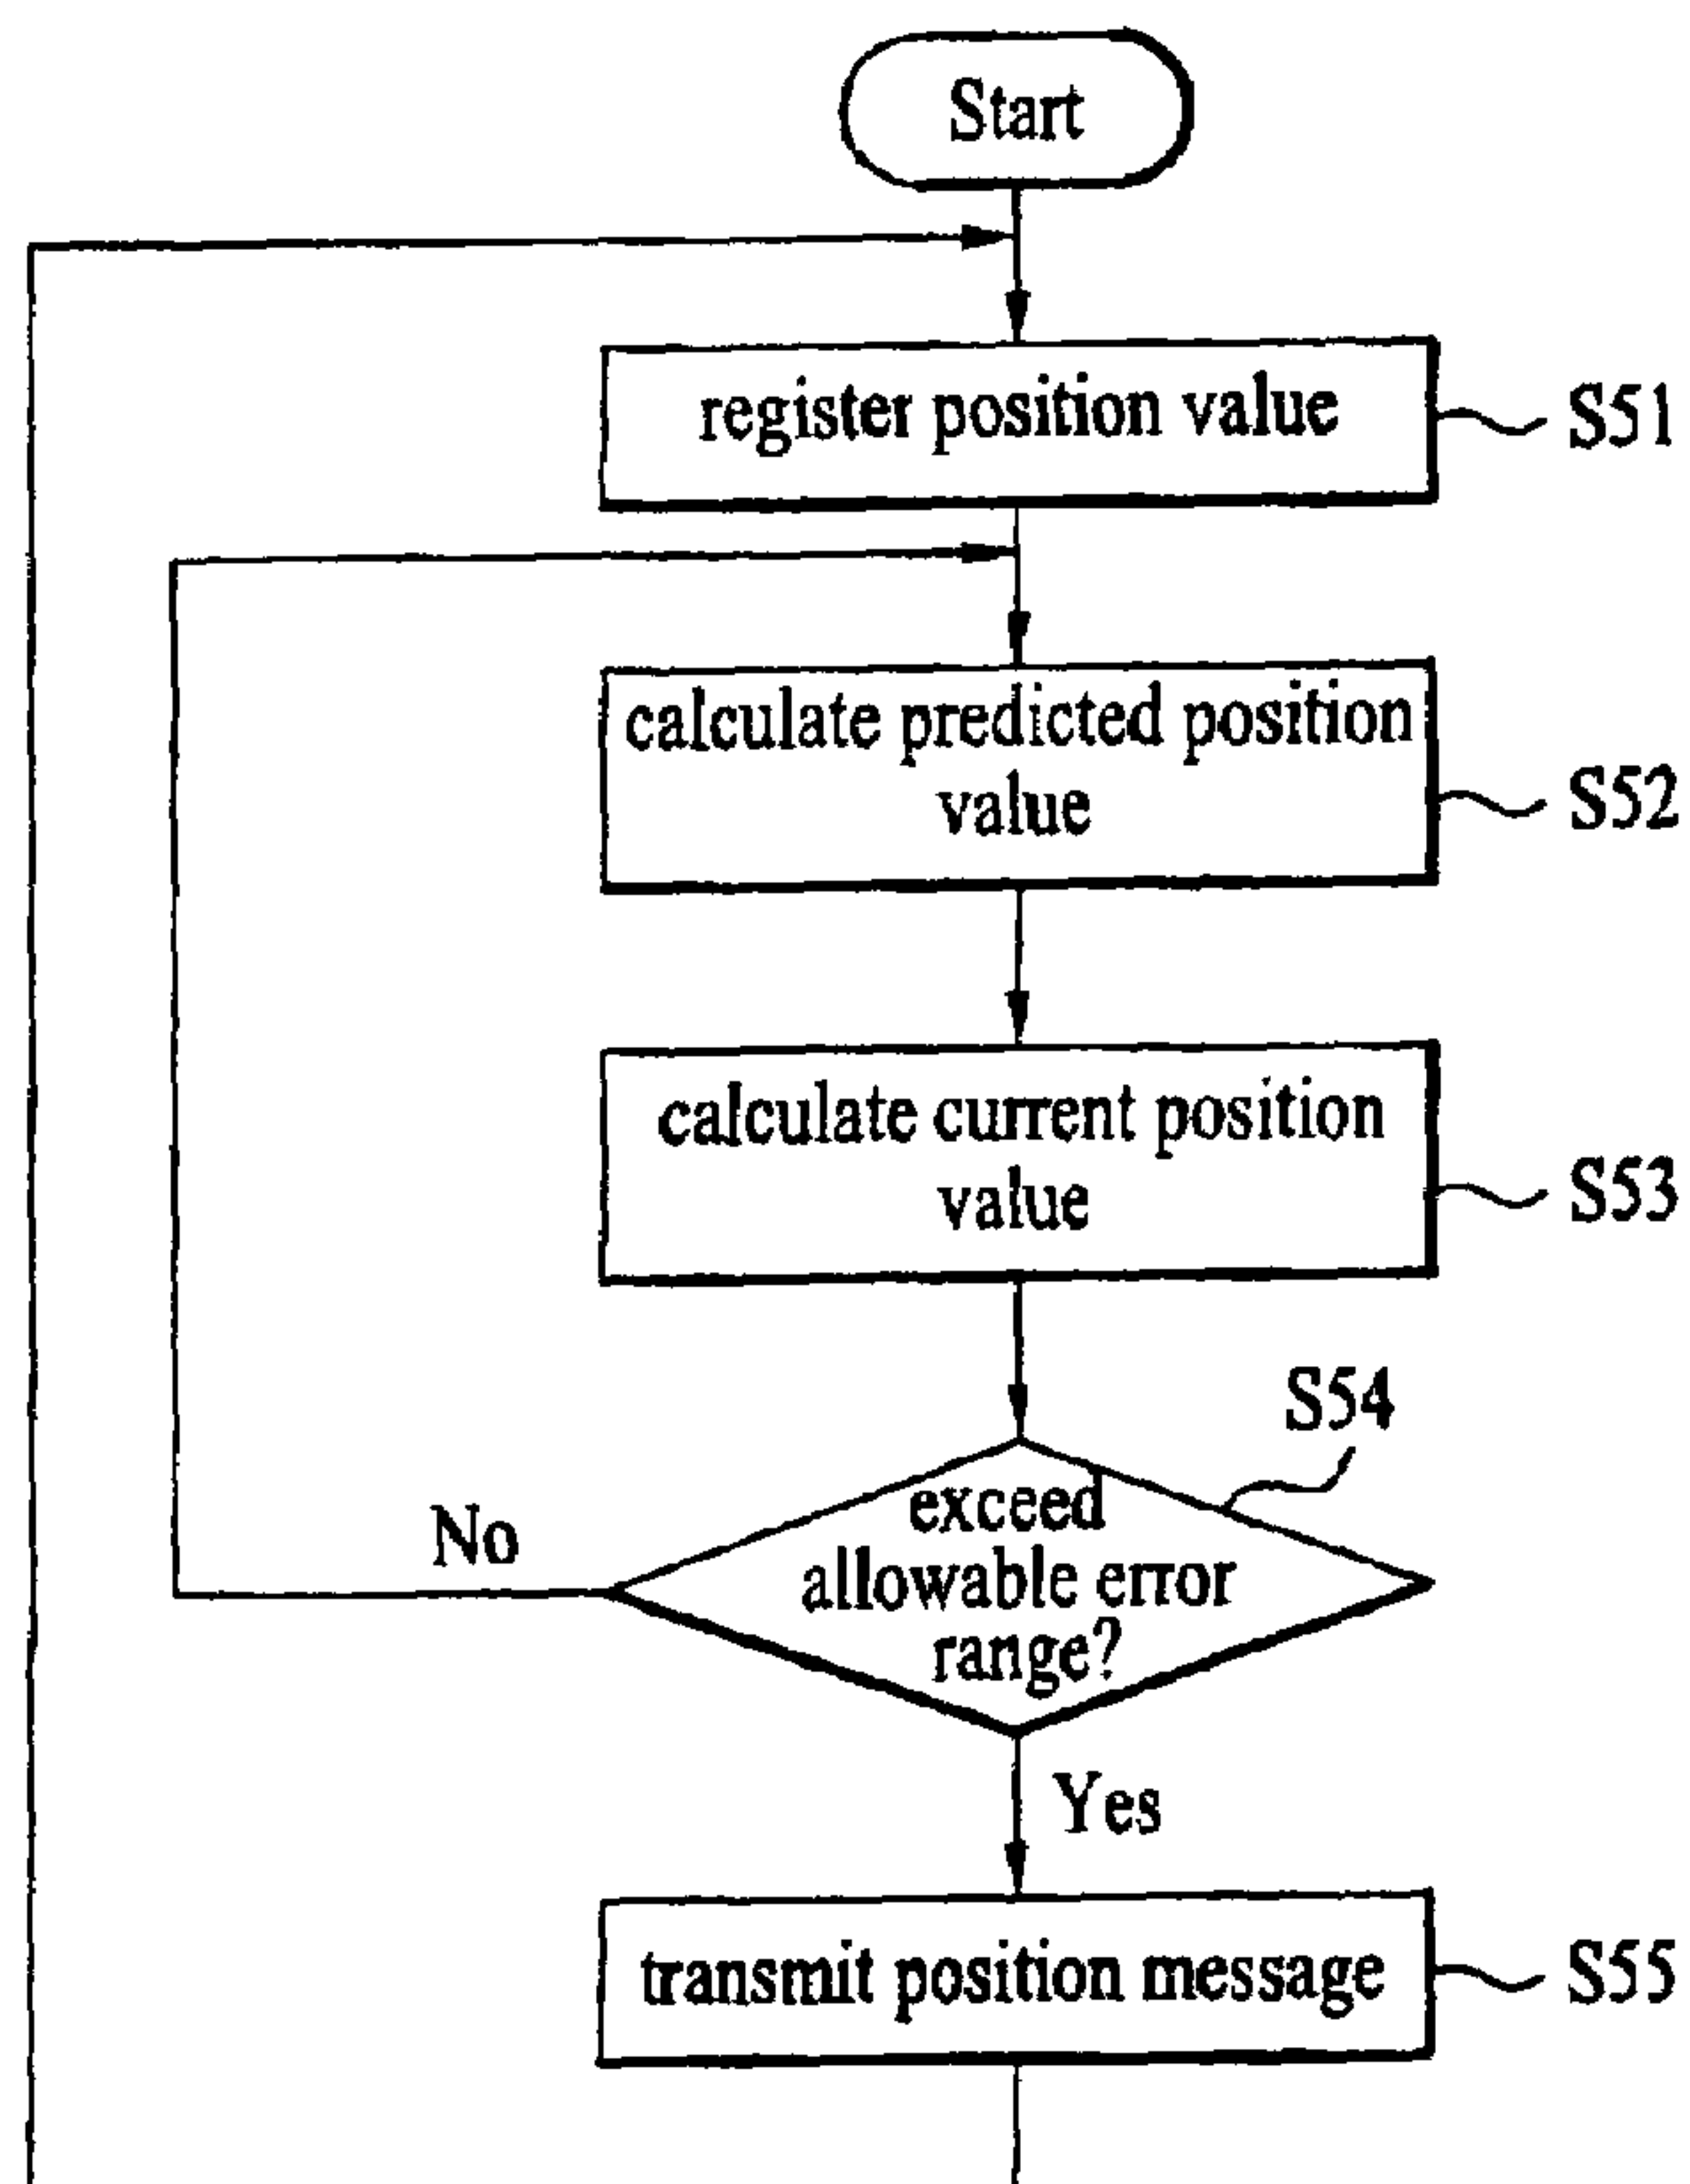 Start
register position value
S51
calculate predicted position
value
S52
calculate current position
value
S53
S54
exceed
allowable error
range?
No
Yes
transmit position message
S55